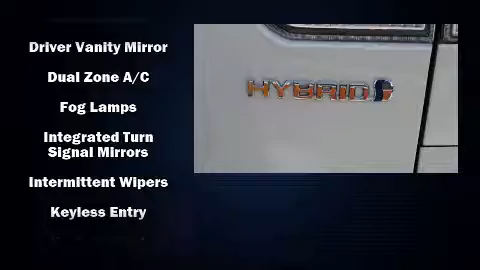 Driver Vanity Mirror
Dual Zone A/C
Fog Lamps
Integrated Turn
Signal Mirrors
Intermittent Wipers
Keyless Entry
HYBRID